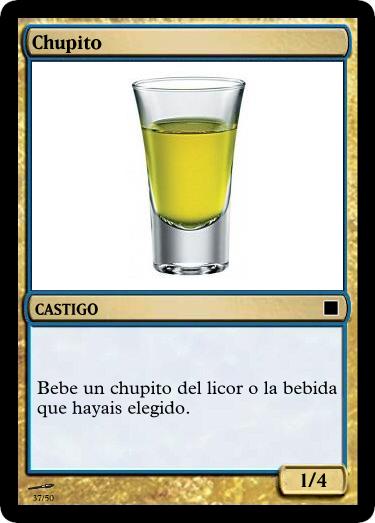 Chupito
CASTIGO
Bebe un chupito del licor o la bebida
que hayais elegido.
1/4
37/50